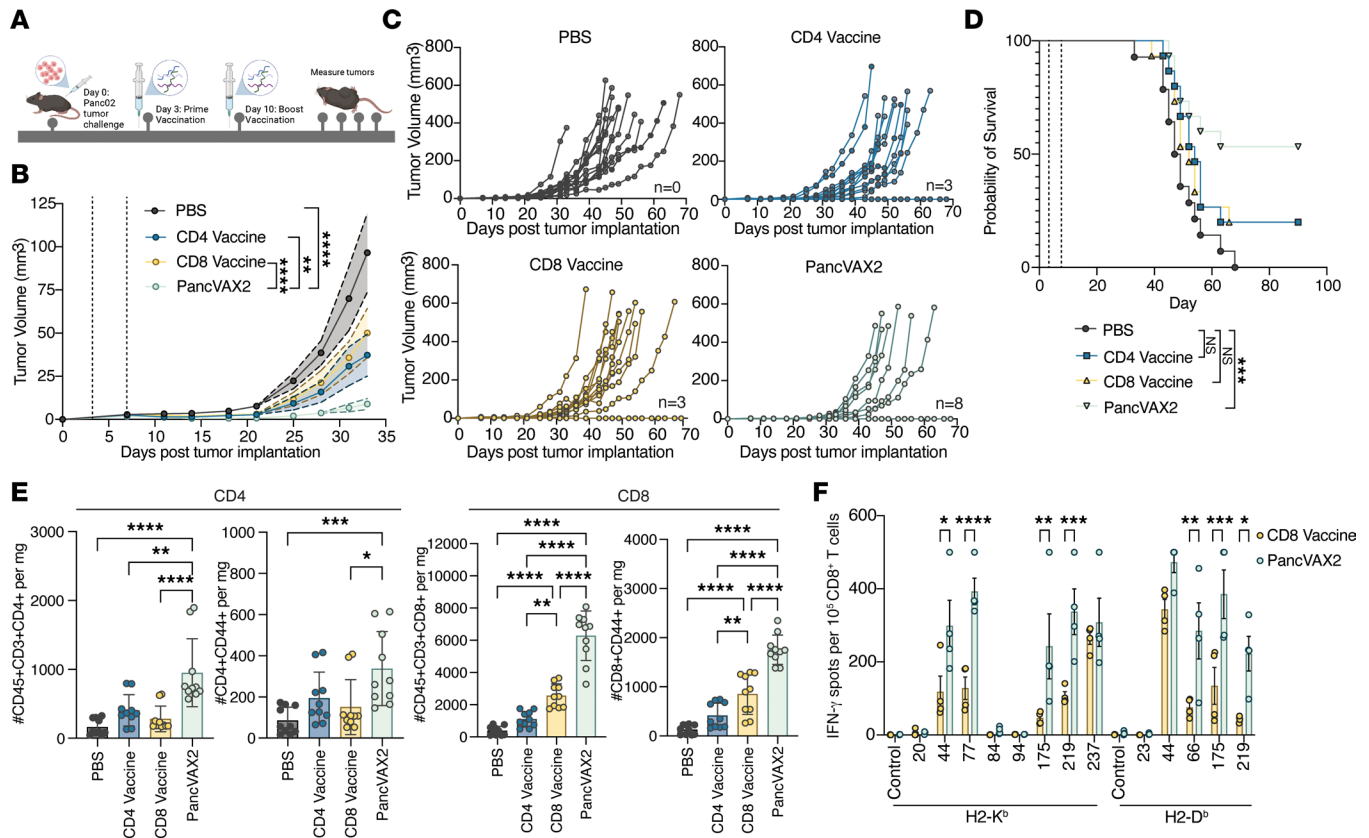 A
Day 0:
Panc02
tumor
challenge
Day 3: Prime
Vaccination
Day 10: Boost
Vaccination
Measure tumors
B
Tumor Volume (mm3)
125
100
75
50
25
0
0 5 10 15 20 25 30 35
Days post tumor implantation
PBS
CD4 Vaccine
CD8 Vaccine
PancVAX2
****
**
****
C
Tumor Volume (mm3)
PBS
800
600
400
200
0
0 10 20 30 40 50 60 70
n=0
Days post tumor implantation
CD4 Vaccine
800
600
400
200
0
0 10 20 30 40 50 60 70
n=3
Days post tumor implantation
Tumor Volume (mm3)
CD8 Vaccine
800
600
400
200
0
0 10 20 30 40 50 60 70
n=3
Days post tumor implantation
PancVAX2
800
600
400
200
0
0 10 20 30 40 50 60 70
n=8
Days post tumor implantation
D
Probability of Survival
100
50
0
0 20 40 60 80 100
Day
PBS
CD4 Vaccine
CD8 Vaccine
PancVAX2
NS
NS
***
E
CD4
#CD45+CD3+CD4+ per mg
3000
2000
1000
0
****
**
****
PBS
CD4 Vaccine
CD8 Vaccine
PancVAX2
#CD4+CD44+ per mg
1000
800
600
400
200
0
***
*
PBS
CD4 Vaccine
CD8 Vaccine
PancVAX2
CD8
#CD45+CD3+CD8+ per mg
12000
10000
8000
6000
4000
2000
0
****
****
**** ****
**
PBS
CD4 Vaccine
CD8 Vaccine
PancVAX2
#CD8+CD44+ per mg
4000
3000
2000
1000
0
****
****
**** ****
**
PBS
CD4 Vaccine
CD8 Vaccine
PancVAX2
F
IFN-γ spots per 10⁵ CD8⁺ T cells
600
400
200
0
* **** ** *** ** *** *
CD8 Vaccine
PancVAX2
Control 20 44 77 84 94 175 219 237 Control 23 44 66 175 219
H2-Kᵇ H2-Dᵇ